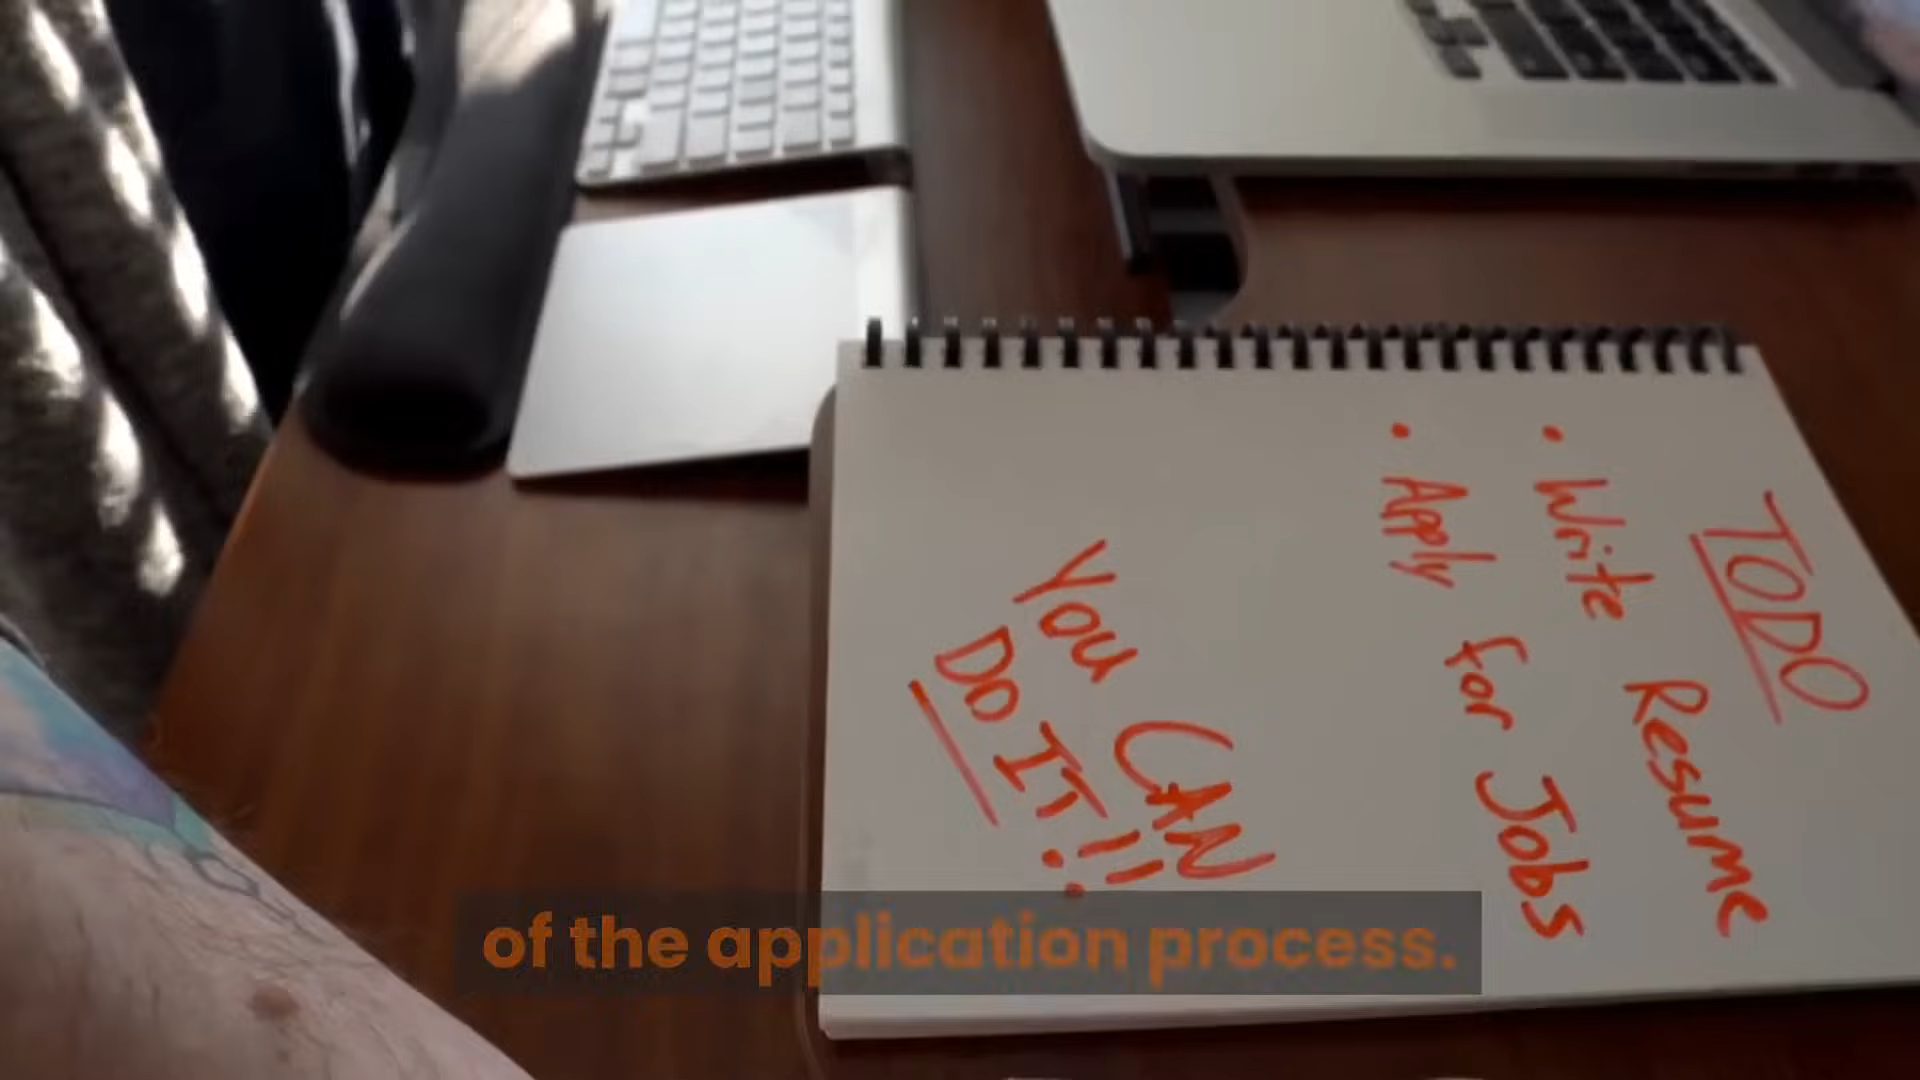 TODO
• Write Resume
• Apply for Jobs
You CAN
DO IT!!
of the application process.